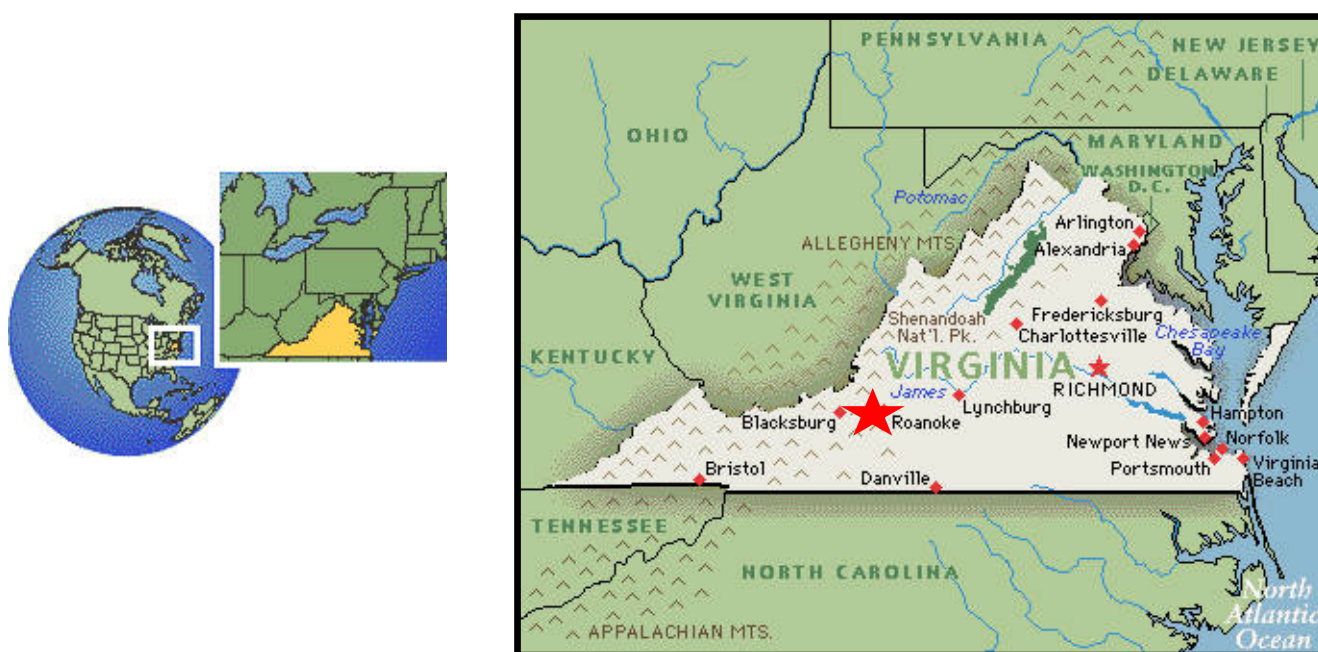 PENNSYLVANIA
NEW JERSEY
DELAWARE
OHIO
MARYLAND
WASHINGTON
D.C.
Potomac
Arlington
ALLEGHENY MTS.
Alexandria
WEST
VIRGINIA
Shenandoah
Nat'l. Pk.
Fredericksburg
Charlottesville
Chesapeake
Bay
KENTUCKY
VIRGINIA
RICHMOND
James
Lynchburg
Blacksburg
Roanoke
Hampton
Newport News
Norfolk
Portsmouth
Virginia
Beach
Bristol
Danville
TENNESSEE
NORTH CAROLINA
North
Atlantic
Ocean
APPALACHIAN MTS.